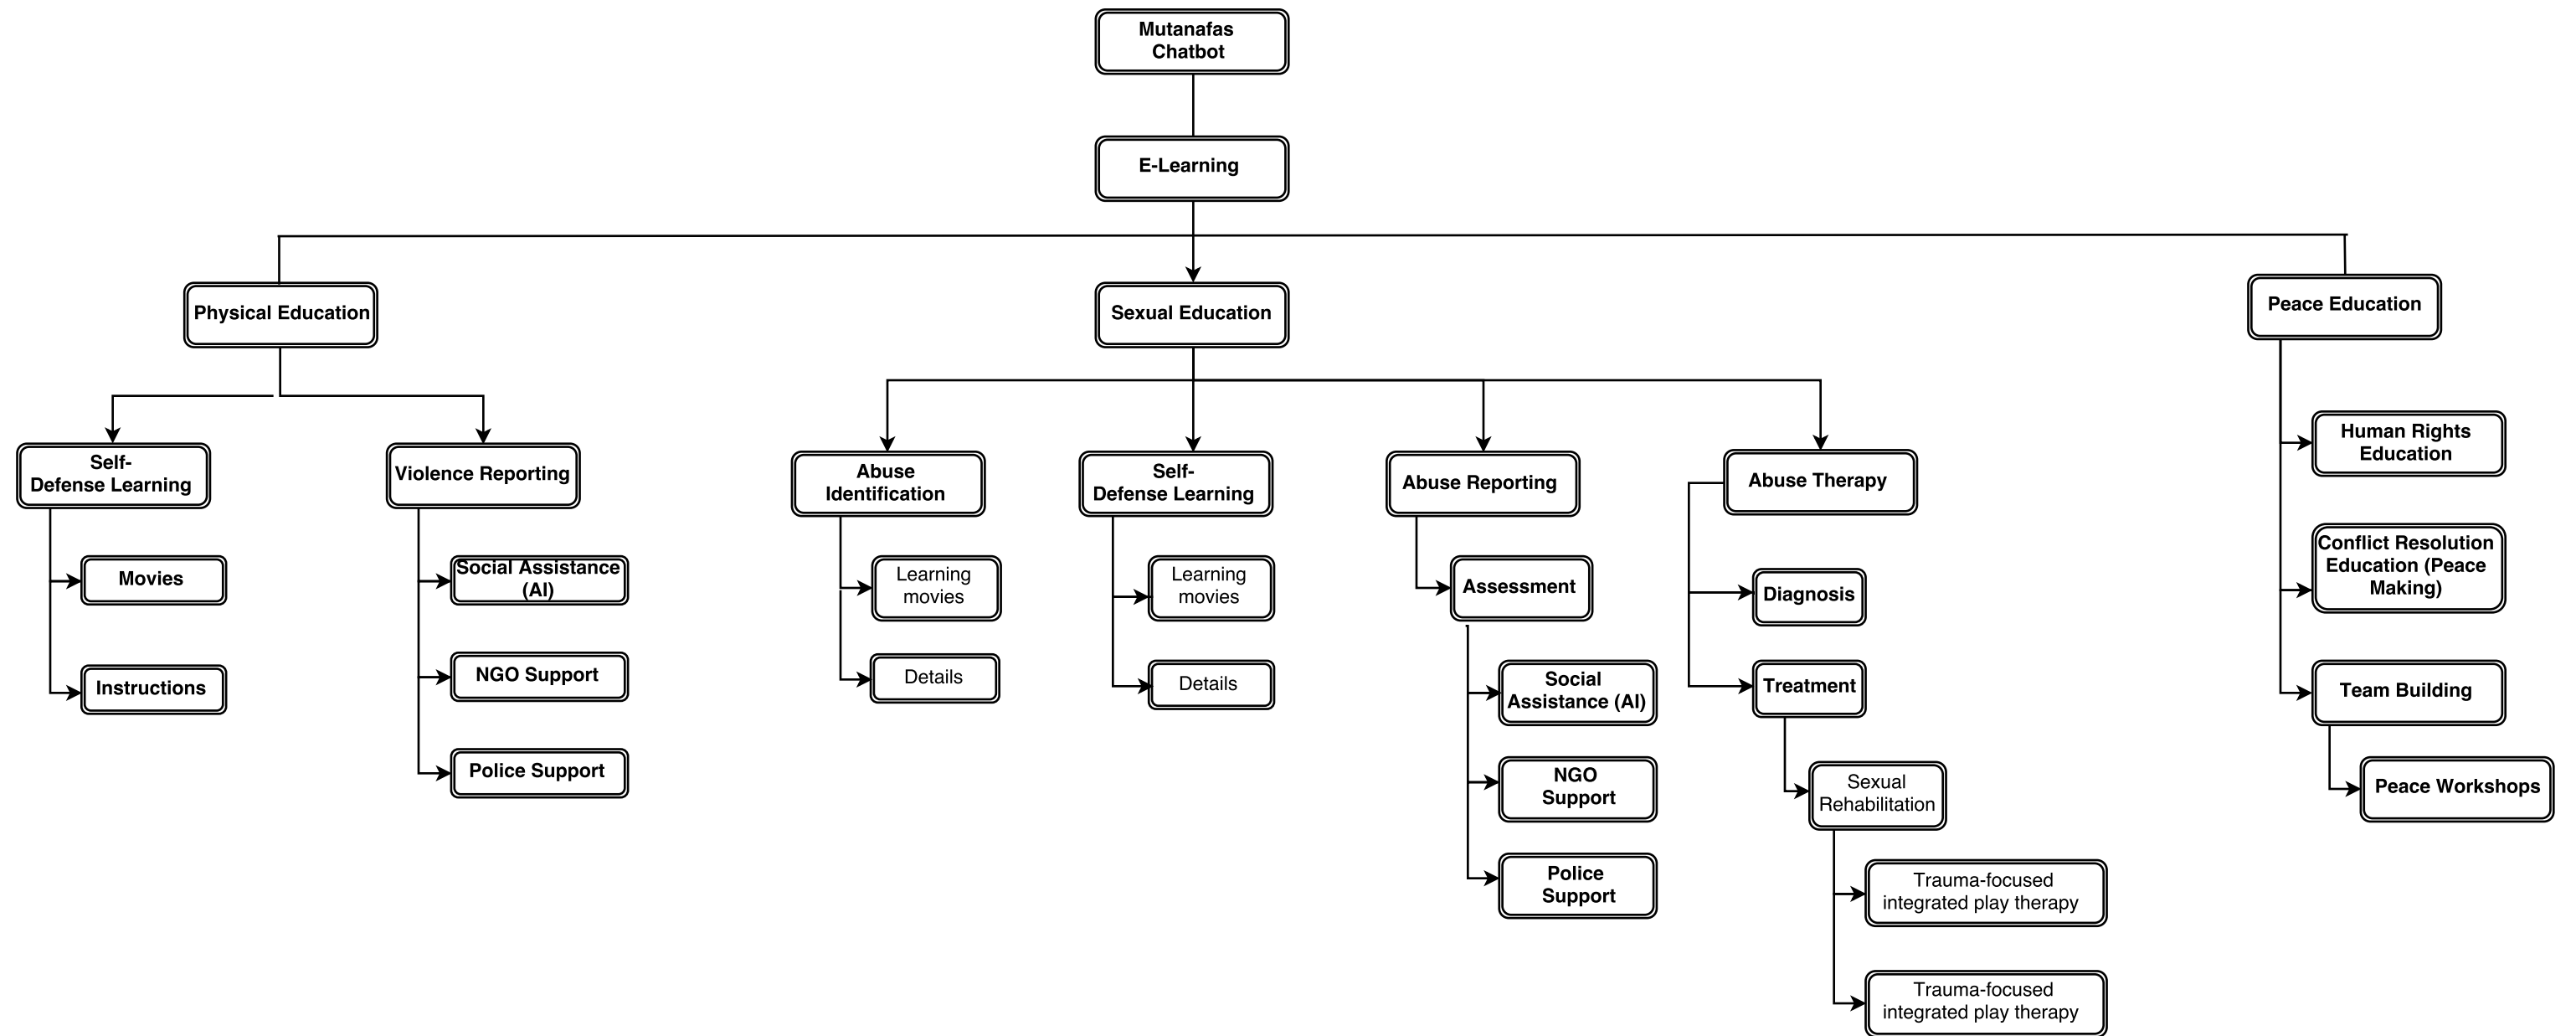 Mutanafas
Chatbot
E-Learning
Physical Education
Sexual Education
Peace Education
Self-
Defense Learning
Violence Reporting
Abuse
Identification
Self-
Defense Learning
Abuse Reporting
Abuse Therapy
Human Rights
Education
Movies
Instructions
Social Assistance
(AI)
NGO Support
Police Support
Learning
movies
Details
Learning
movies
Details
Assessment
Social
Assistance (AI)
NGO
Support
Police
Support
Diagnosis
Treatment
Sexual
Rehabilitation
Trauma-focused
integrated play therapy
Trauma-focused
integrated play therapy
Conflict Resolution
Education (Peace
Making)
Team Building
Peace Workshops